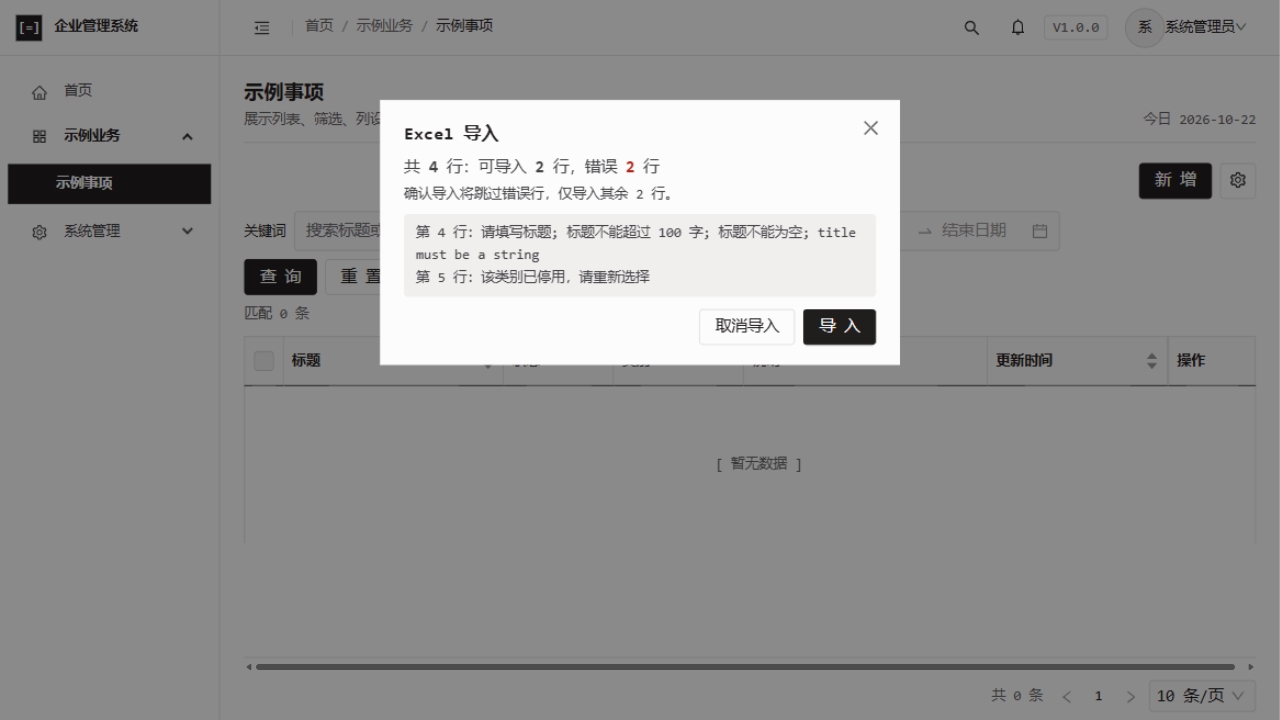 [=] 企业管理系统
首页 / 示例业务 / 示例事项
V1.0.0
系 系统管理员
首页
示例业务
示例事项
系统管理
示例事项
展示列表、筛选、列设
今日 2026-10-22
新 增
关键词
搜索标题或
结束日期
查 询
重 置
匹配 0 条
Excel 导入
共 4 行: 可导入 2 行, 错误 2 行
确认导入将跳过错误行, 仅导入其余 2 行。
第 4 行: 请填写标题; 标题不能超过 100 字; 标题不能为空; title
must be a string
第 5 行: 该类别已停用, 请重新选择
取消导入
导 入
标题
更新时间
操作
[ 暂无数据 ]
共 0 条
1
10 条/页